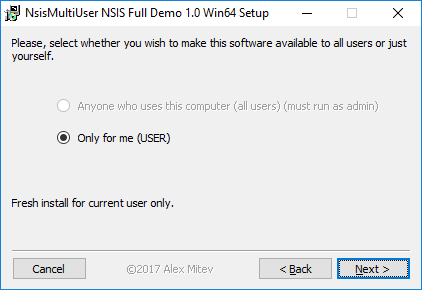 NsisMultiUser NSIS Full Demo 1.0 Win64 Setup
Please, select whether you wish to make this software available to all users or just
yourself.
Anyone who uses this computer (all users) (must run as admin)
Only for me (USER)
Fresh install for current user only.
Cancel
©2017 Alex Mitev
< Back
Next >